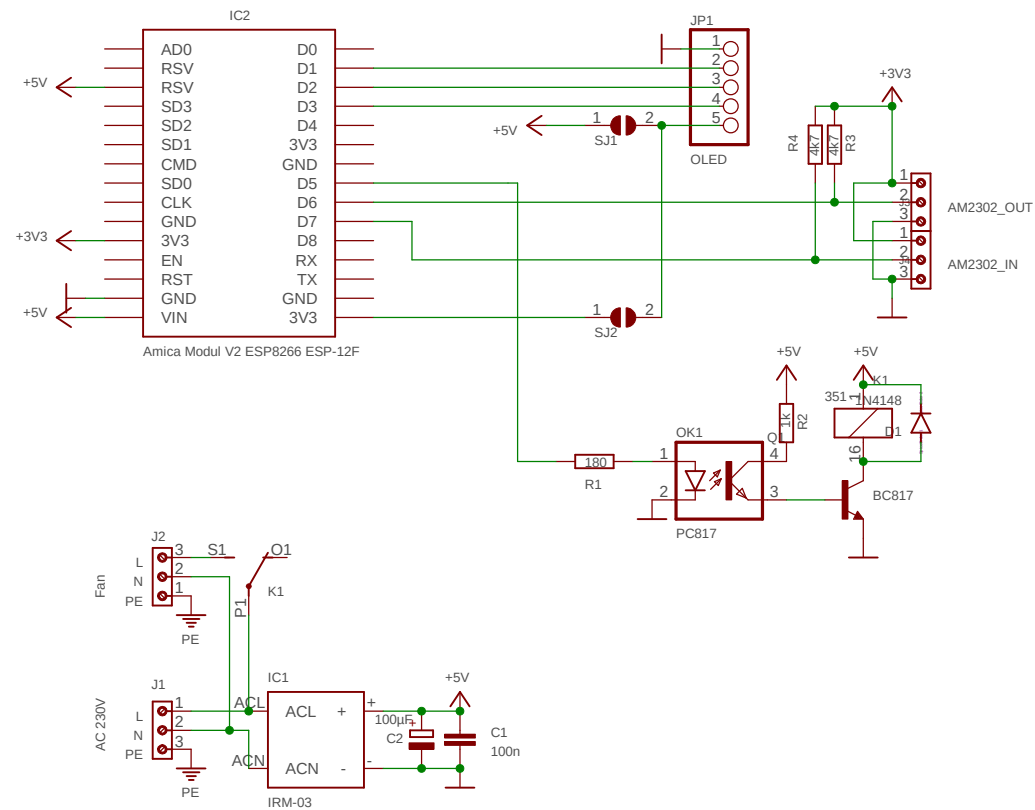 IC2
AD0 D0
RSV D1
+5V RSV D2
SD3 D3
SD2 D4
SD1 3V3
CMD GND
SD0 D5
CLK D6
GND D7
+3V3 3V3 D8
EN RX
RST TX
GND GND
+5V VIN 3V3
Amica Modul V2 ESP8266 ESP-12F
JP1
1
2
3
4
5
OLED
+5V 1 2
SJ1
1 2
SJ2
+3V3
R4 4k7 4k7 R3
1
2
3
AM2302_OUT
1
2
3
AM2302_IN
180
R1
OK1
1 4
2 3
PC817
Q1
+5V
1k R2
+5V
K1
351 1
1N4148
D1
16
BC817
J2
Fan
L 3 S1
N 2
PE 1
PE
O1
K1
P1
J1
AC 230V
L 1 ACL
N 2
PE 3 ACN
PE
IC1
ACL + +
ACN - -
IRM-03
100µF
+
C2
+5V
C1
100n